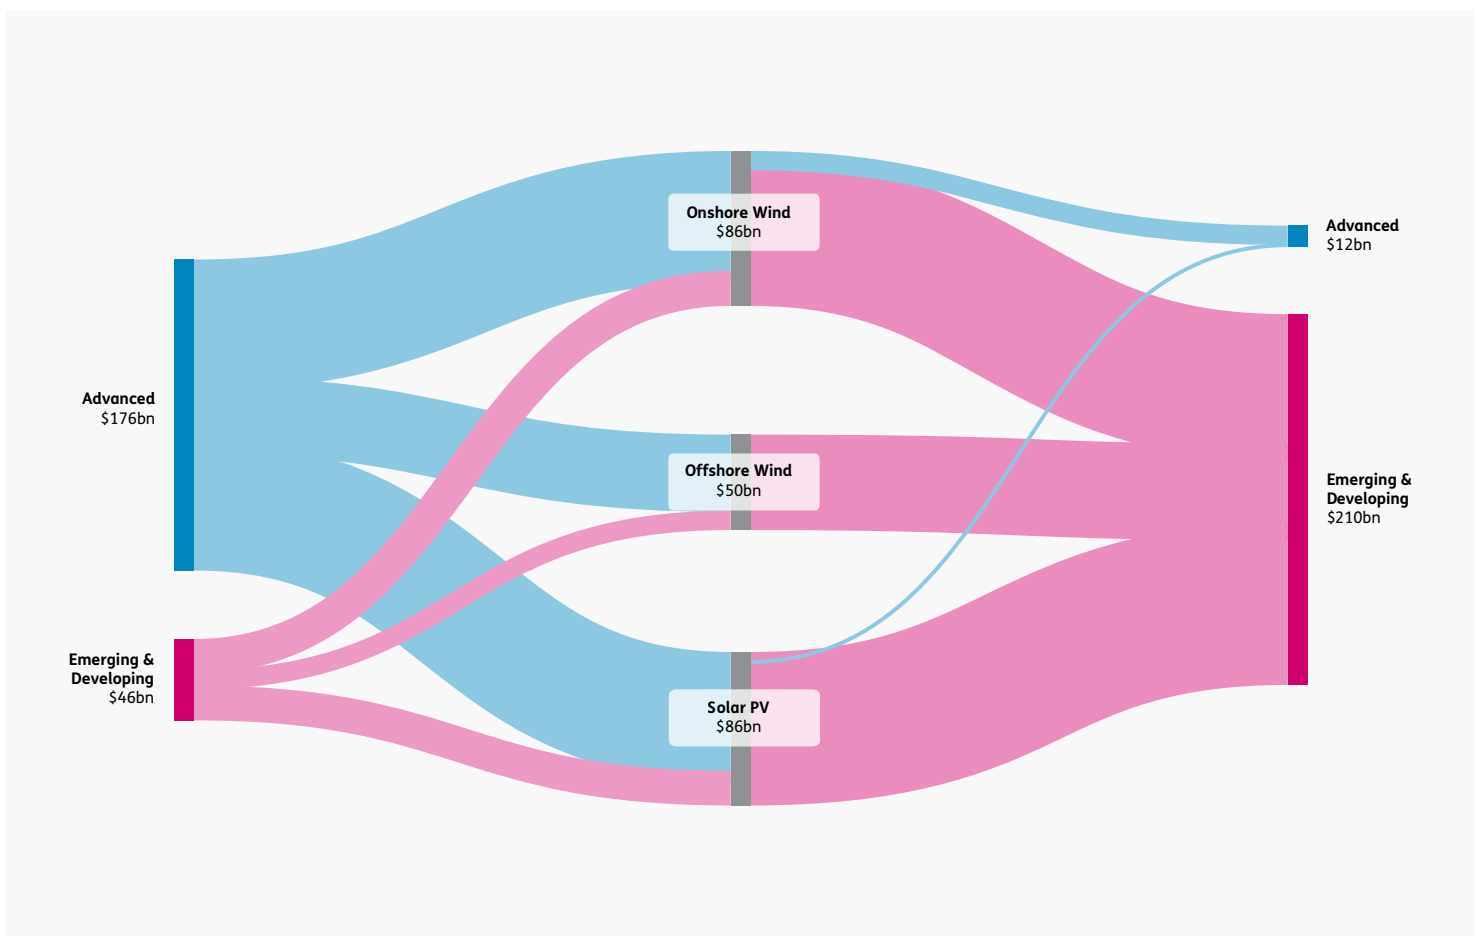 Advanced
$176bn
Emerging &
Developing
$46bn
Onshore Wind
$86bn
Offshore Wind
$50bn
Solar PV
$86bn
Advanced
$12bn
Emerging &
Developing
$210bn